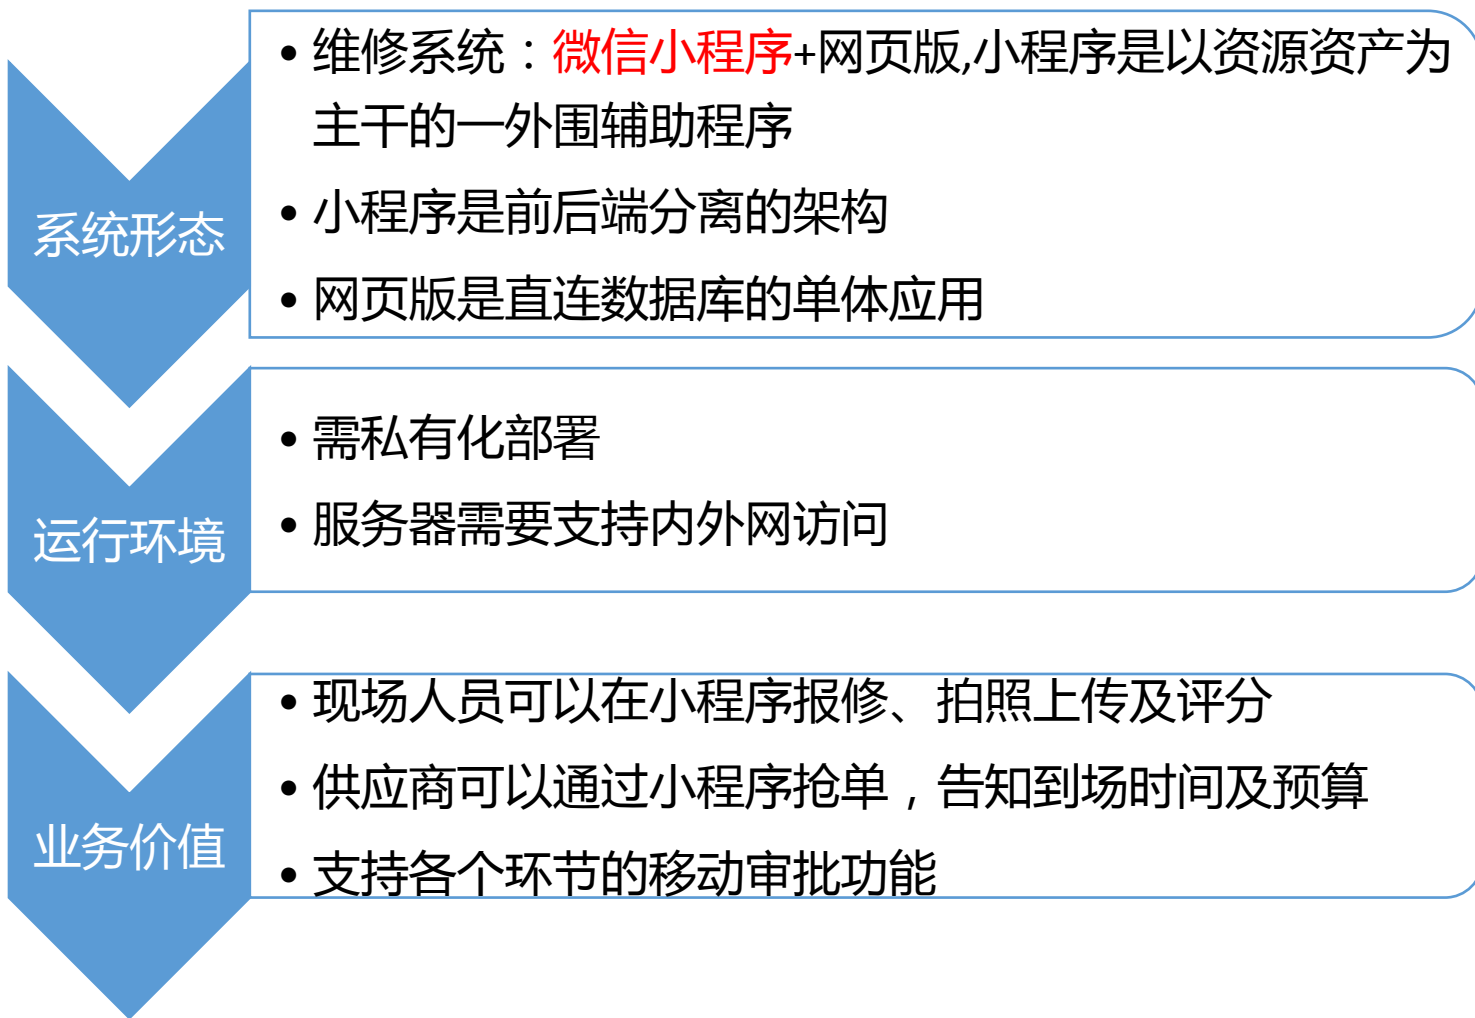 系统形态
• 维修系统：微信小程序+网页版,小程序是以资源资产为
主干的一外围辅助程序
• 小程序是前后端分离的架构
• 网页版是直连数据库的单体应用
运行环境
• 需私有化部署
• 服务器需要支持内外网访问
业务价值
• 现场人员可以在小程序报修、拍照上传及评分
• 供应商可以通过小程序抢单，告知到场时间及预算
• 支持各个环节的移动审批功能